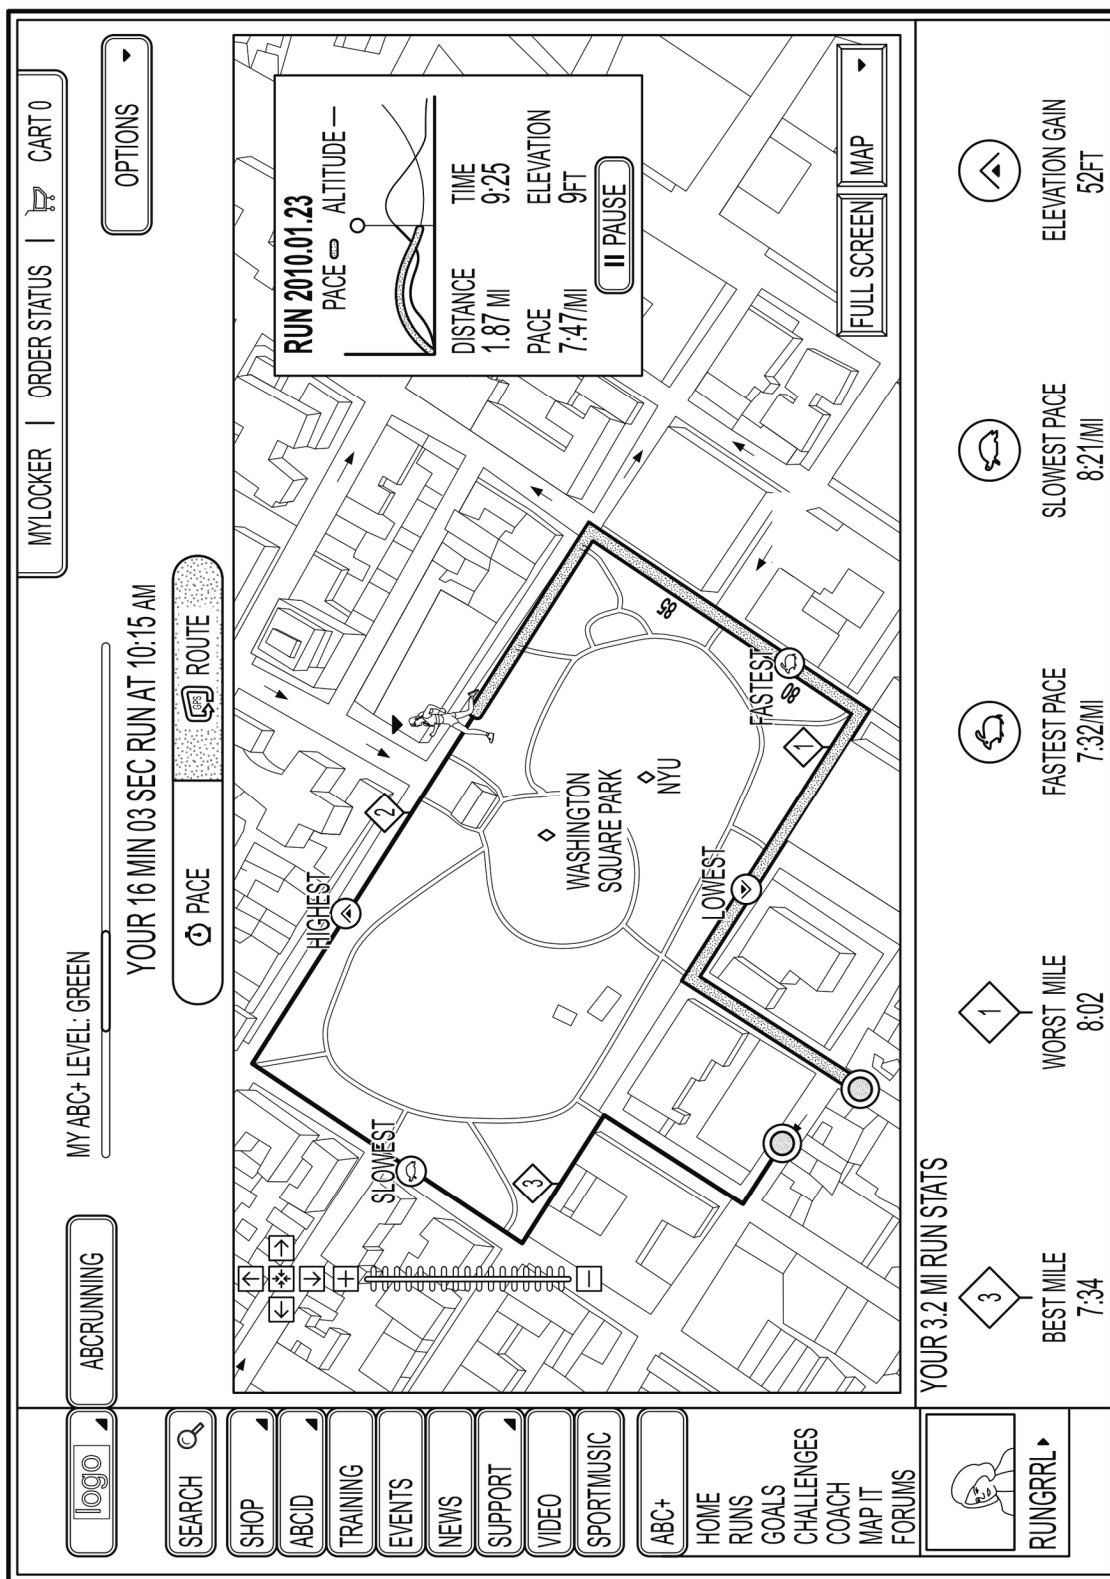 logo
ABCRUNNING
MY ABC+ LEVEL: GREEN
MYLOCKER | ORDER STATUS | CART 0
SEARCH
SHOP
ABCID
TRAINING
EVENTS
NEWS
SUPPORT
VIDEO
SPORTMUSIC
ABC+
HOME
RUNS
GOALS
CHALLENGES
COACH
MAP IT
FORUMS
RUNGRRL
YOUR 16 MIN 03 SEC RUN AT 10:15 AM
OPTIONS
PACE
GPS ROUTE
RUN 2010.01.23
PACE ALTITUDE
DISTANCE TIME
1.87 MI 9:25
PACE ELEVATION
7:47/MI 9FT
PAUSE
HIGHEST
2
SLOWEST
3
WASHINGTON
SQUARE PARK
NYU
LOWEST
1
FASTEST
80
85
FULL SCREEN MAP
YOUR 3.2 MI RUN STATS
3
BEST MILE
7:34
1
WORST MILE
8:02
FASTEST PACE
7:32/MI
SLOWEST PACE
8:21/MI
ELEVATION GAIN
52FT